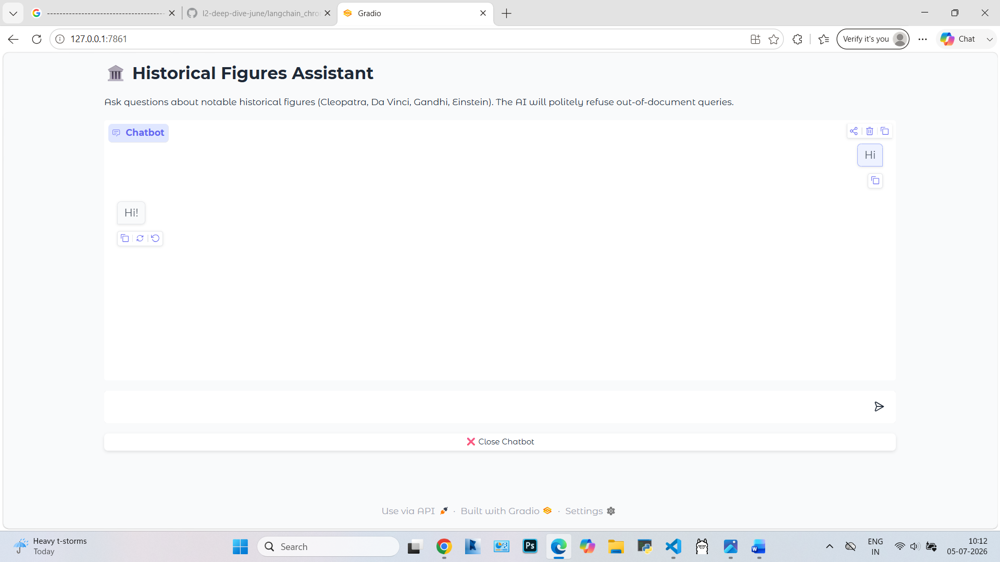 ----------------------------------------
l2-deep-dive-june/langchain_chro
Gradio
127.0.0.1:7861
Verify it's you
Chat
🏛️ Historical Figures Assistant
Ask questions about notable historical figures (Cleopatra, Da Vinci, Gandhi, Einstein). The AI will politely refuse out-of-document queries.
Chatbot
Hi
Hi!
❌ Close Chatbot
Use via API 🚀 · Built with Gradio · Settings ⚙️
Heavy t-storms
Today
Search
Ps
W
ENG
IN
10:12
05-07-2026